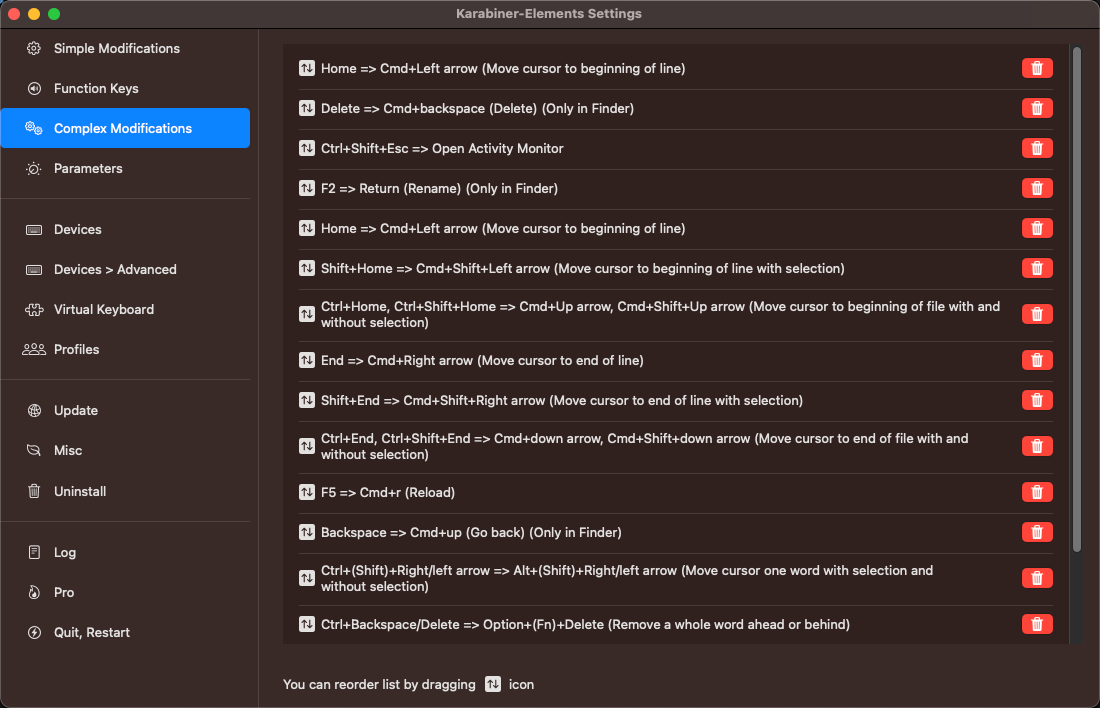 Karabiner-Elements Settings
Simple Modifications
Function Keys
Complex Modifications
Parameters
Devices
Devices > Advanced
Virtual Keyboard
Profiles
Update
Misc
Uninstall
Log
Pro
Quit, Restart
Home => Cmd+Left arrow (Move cursor to beginning of line)
Delete => Cmd+backspace (Delete) (Only in Finder)
Ctrl+Shift+Esc => Open Activity Monitor
F2 => Return (Rename) (Only in Finder)
Home => Cmd+Left arrow (Move cursor to beginning of line)
Shift+Home => Cmd+Shift+Left arrow (Move cursor to beginning of line with selection)
Ctrl+Home, Ctrl+Shift+Home => Cmd+Up arrow, Cmd+Shift+Up arrow (Move cursor to beginning of file with and
without selection)
End => Cmd+Right arrow (Move cursor to end of line)
Shift+End => Cmd+Shift+Right arrow (Move cursor to end of line with selection)
Ctrl+End, Ctrl+Shift+End => Cmd+down arrow, Cmd+Shift+down arrow (Move cursor to end of file with and
without selection)
F5 => Cmd+r (Reload)
Backspace => Cmd+up (Go back) (Only in Finder)
Ctrl+(Shift)+Right/left arrow => Alt+(Shift)+Right/left arrow (Move cursor one word with selection and
without selection)
Ctrl+Backspace/Delete => Option+(Fn)+Delete (Remove a whole word ahead or behind)
You can reorder list by dragging icon